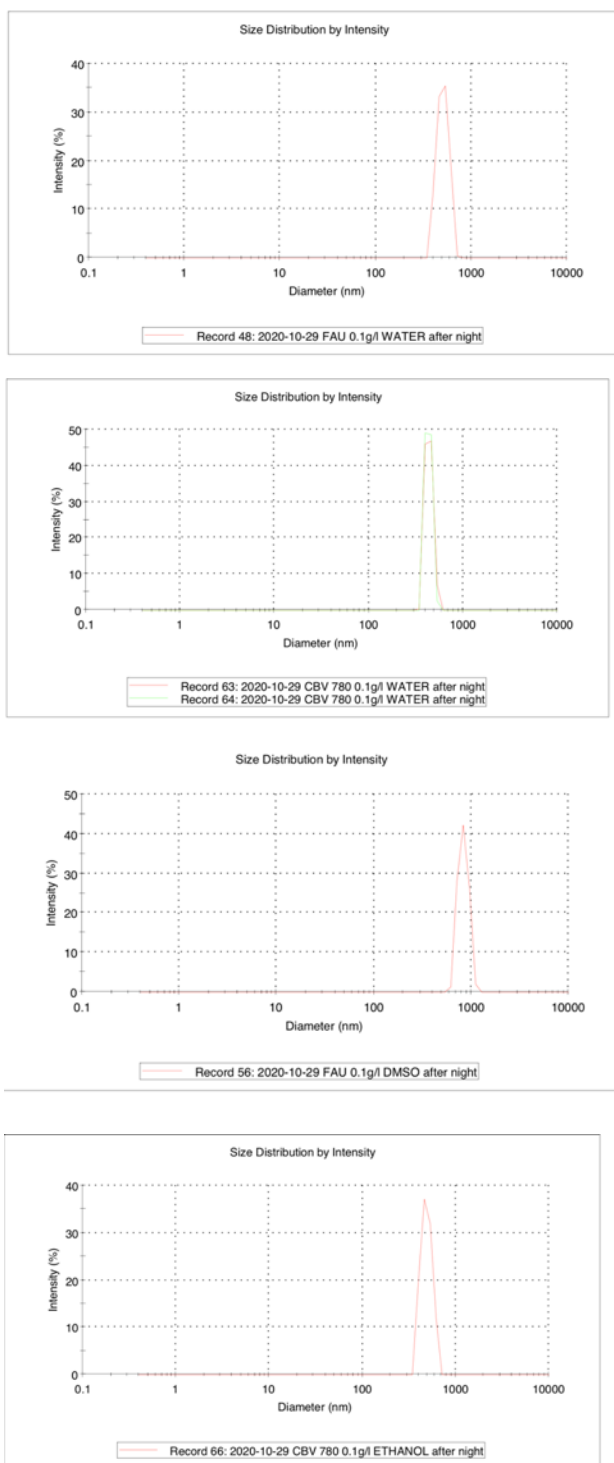 Size Distribution by Intensity
40
30
20
10
0
Intensity (%)
0.1 1 10 100 1000 10000
Diameter (nm)
Record 48: 2020-10-29 FAU 0.1g/l WATER after night
Size Distribution by Intensity
50
40
30
20
10
0
Intensity (%)
0.1 1 10 100 1000 10000
Diameter (nm)
Record 63: 2020-10-29 CBV 780 0.1g/l WATER after night
Record 64: 2020-10-29 CBV 780 0.1g/l WATER after night
Size Distribution by Intensity
50
40
30
20
10
0
Intensity (%)
0.1 1 10 100 1000 10000
Diameter (nm)
Record 56: 2020-10-29 FAU 0.1g/l DMSO after night
Size Distribution by Intensity
40
30
20
10
0
Intensity (%)
0.1 1 10 100 1000 10000
Diameter (nm)
Record 66: 2020-10-29 CBV 780 0.1g/l ETHANOL after night